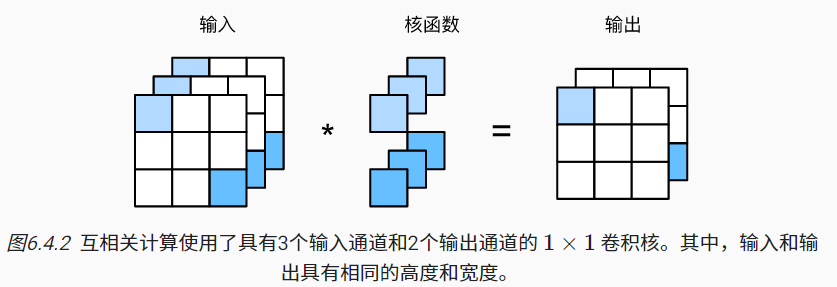 输入 核函数 输出
* =
图6.4.2 互相关计算使用了具有3个输入通道和2个输出通道的 1 × 1 卷积核。其中，输入和输
出具有相同的高度和宽度。